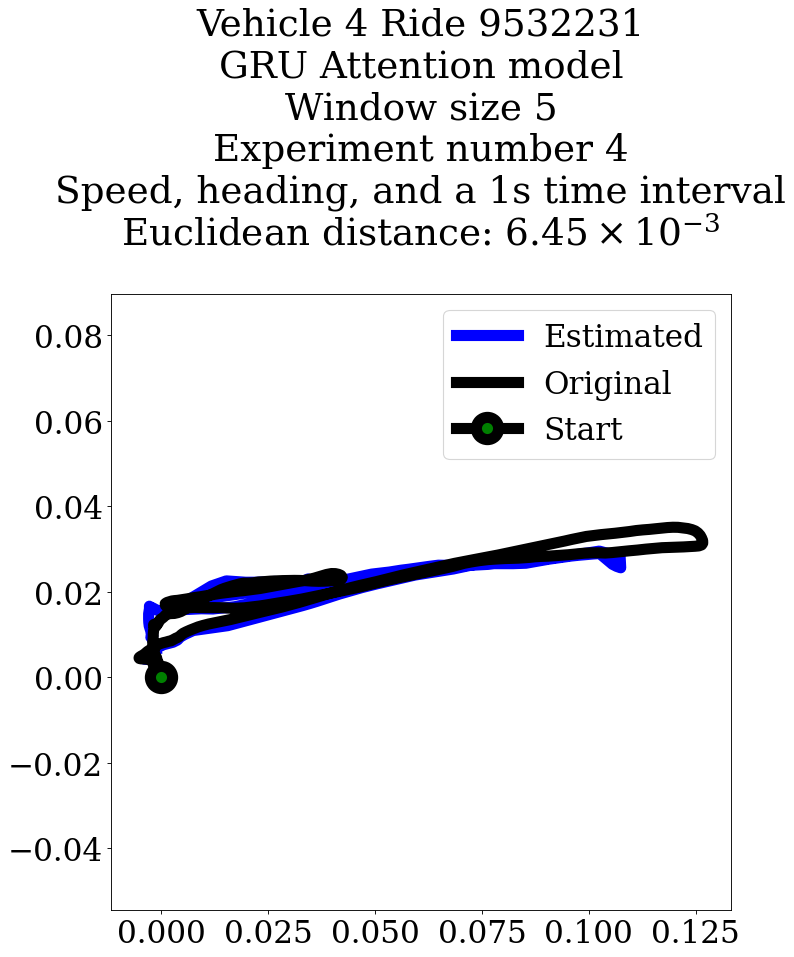 Vehicle 4 Ride 9532231
GRU Attention model
Window size 5
Experiment number 4
Speed, heading, and a 1s time interval
Euclidean distance: 6.45 × 10⁻³
Estimated
Original
Start
0.08
0.06
0.04
0.02
0.00
−0.02
−0.04
0.000 0.025 0.050 0.075 0.100 0.125